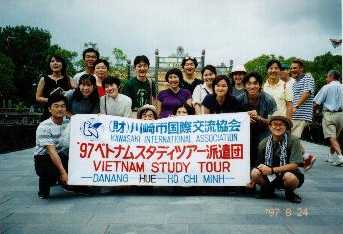 (財)川崎市国際交流協会
KAWASAKI INTERNATIONAL ASSOCIATION
'97ベトナムスタディツアー派遣団
VIETNAM STUDY TOUR
—DANANG—HUE—HO CHI MINH—
'97 8 24